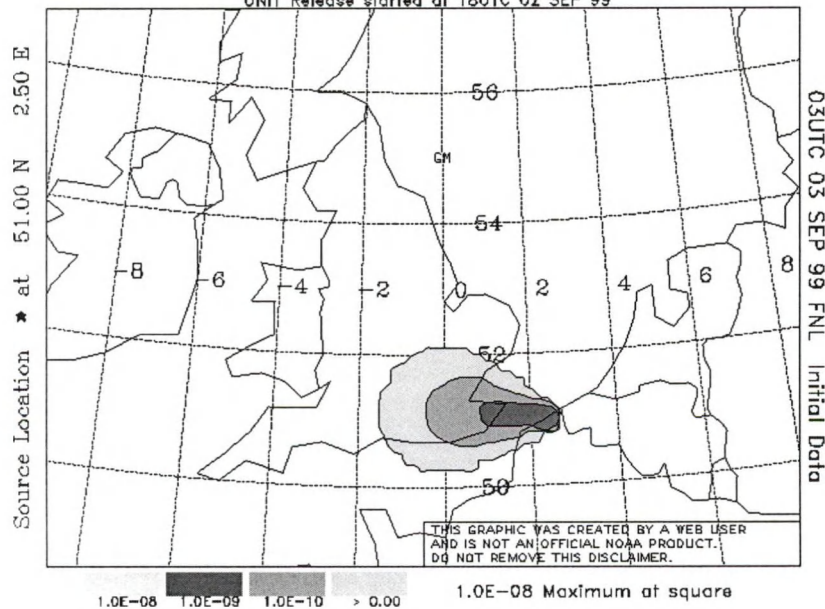 UNIT Release started at 18UTC 02 SEP 99
Source Location * at 51.00 N 2.50 E
56
GM
54
-8
-6
-4
-2
0
2
4
6
8
52
50
03UTC 03 SEP 99 FNL Initial Data
THIS GRAPHIC WAS CREATED BY A WEB USER
AND IS NOT AN OFFICIAL NOAA PRODUCT.
DO NOT REMOVE THIS DISCLAIMER.
1.0E-08 1.0E-09 1.0E-10 > 0.00
1.0E-08 Maximum at square